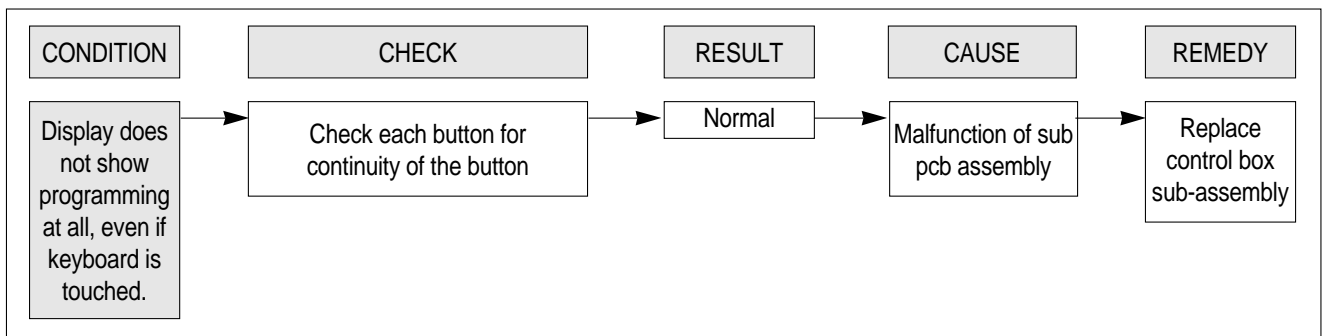 CONDITION
CHECK
RESULT
CAUSE
REMEDY
Display does
not show
programming
at all, even if
keyboard is
touched.
Check each button for
continuity of the button
Normal
Malfunction of sub
pcb assembly
Replace
control box
sub-assembly